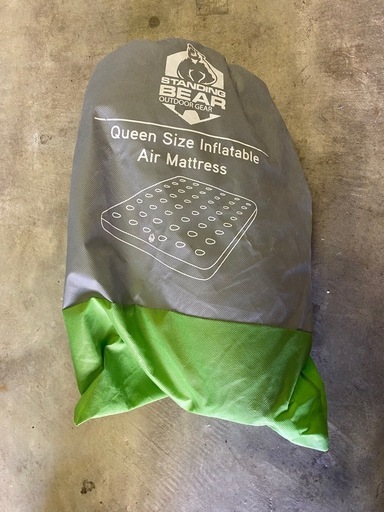 STANDING
BEAR
OUTDOOR GEAR
Queen Size Inflatable
Air Mattress